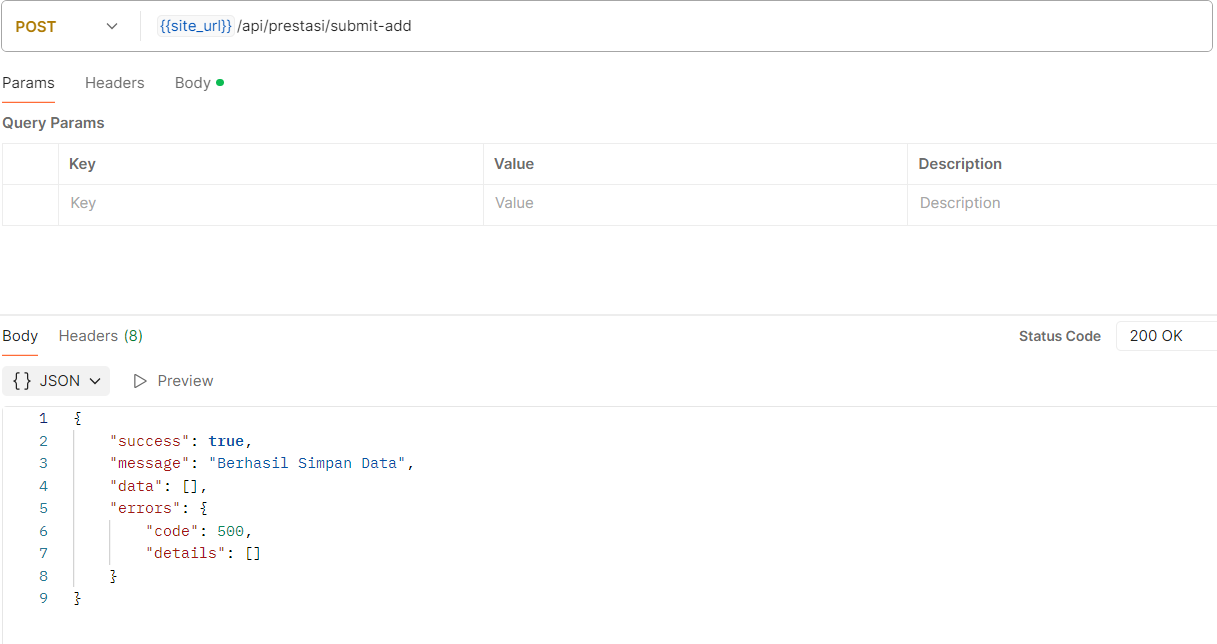 POST {{site_url}} /api/prestasi/submit-add
Params Headers Body
Query Params
Key Value Description
Key Value Description
Body Headers (8) Status Code 200 OK
{} JSON Preview
1 {
2 "success": true,
3 "message": "Berhasil Simpan Data",
4 "data": [],
5 "errors": {
6 "code": 500,
7 "details": []
8 }
9 }